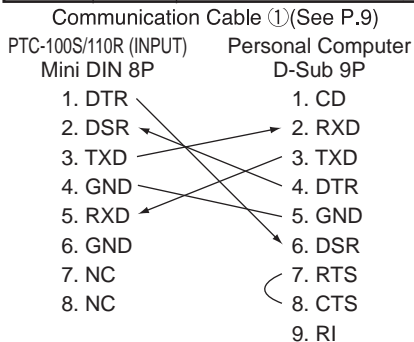 Communication Cable ①(See P.9)
PTC-100S/110R (INPUT) Personal Computer
Mini DIN 8P D-Sub 9P
1. DTR 1. CD
2. DSR 2. RXD
3. TXD 3. TXD
4. GND 4. DTR
5. RXD 5. GND
6. GND 6. DSR
7. NC 7. RTS
8. NC 8. CTS
9. RI